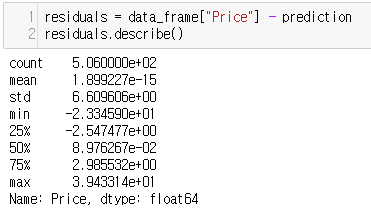 1 residuals = data_frame["Price"] - prediction
2 residuals.describe()
count 5.060000e+02
mean 1.899227e-15
std 6.609606e+00
min -2.334590e+01
25% -2.547477e+00
50% 8.976267e-02
75% 2.985532e+00
max 3.943314e+01
Name: Price, dtype: float64